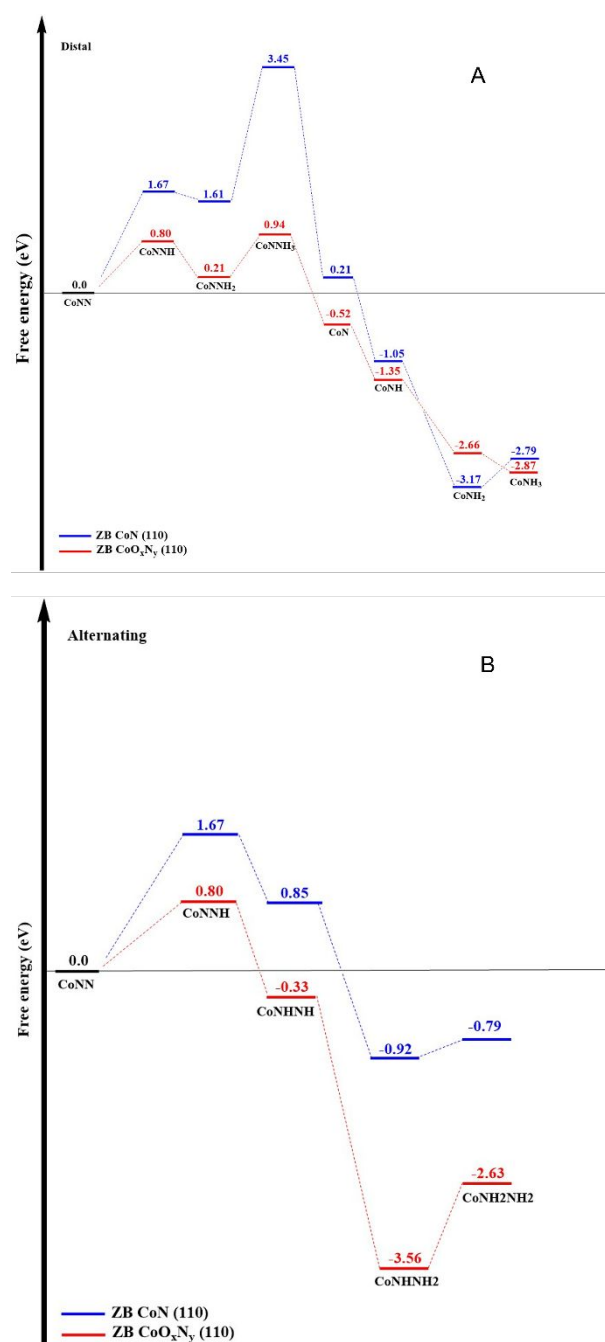 Distal
A
3.45
1.67
1.61
0.80
CoNNH
0.21
CoNNH2
0.94
CoNNH3
0.0
CoNN
0.21
-0.52
CoN
-1.05
-1.35
CoNH
-2.66
-3.17
CoNH2
-2.79
-2.87
CoNH3
Free energy (eV)
ZB CoN (110)
ZB CoOxNy (110)
Alternating
B
1.67
0.80
CoNNH
0.85
0.0
CoNN
-0.33
CoNHNH
-0.92
-0.79
-2.63
CoNH2NH2
-3.56
CoNHNH2
Free energy (eV)
ZB CoN (110)
ZB CoOxNy (110)